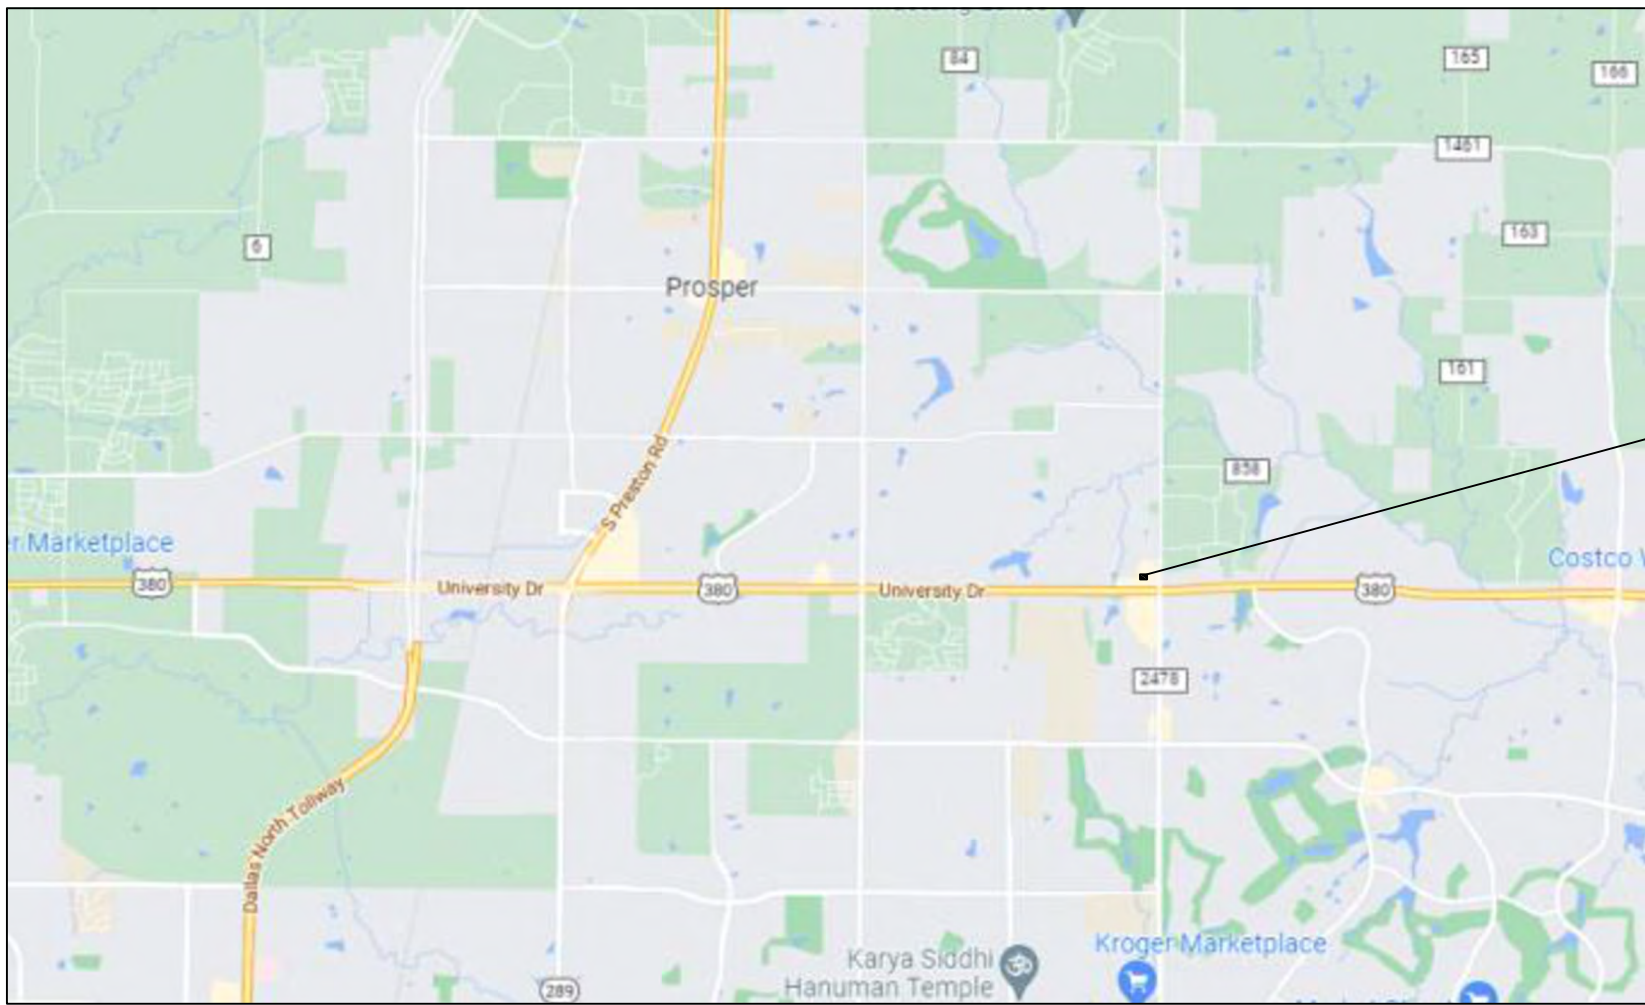 84
165
166
1461
6
163
Prosper
161
S Preston Rd
858
er Marketplace
Costco
380
University Dr
380
University Dr
380
2478
Dallas North Tollway
Kroger Marketplace
Karya Siddhi
Hanuman Temple
289